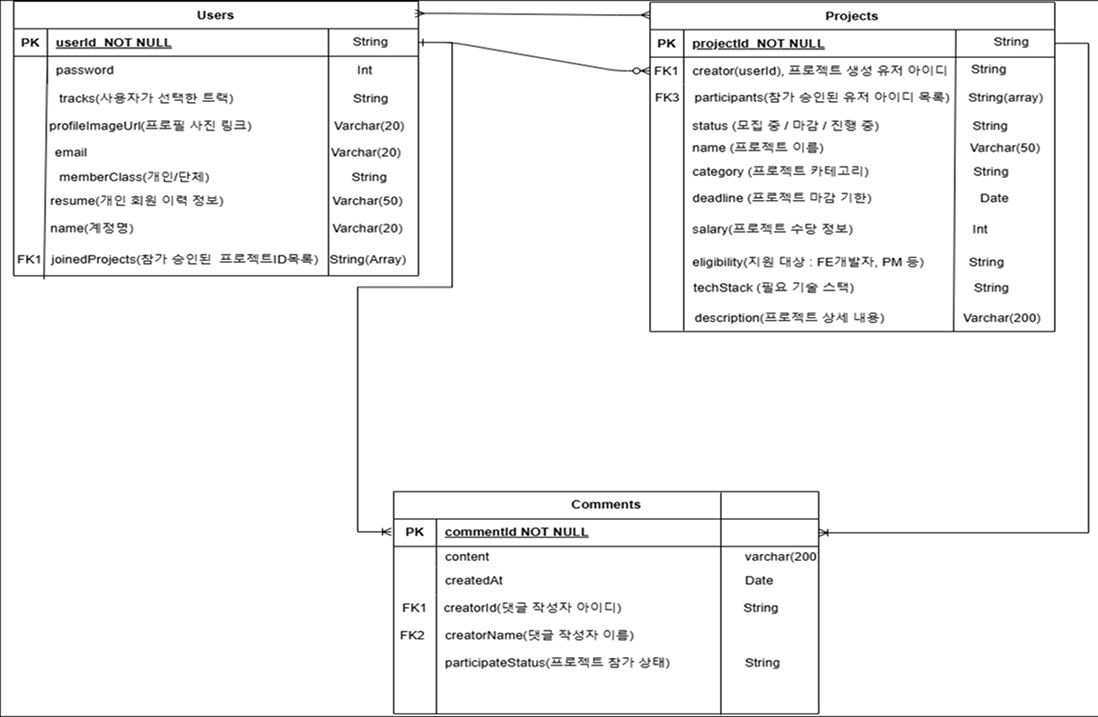 Users
PK userId NOT NULL String
password Int
tracks(사용자가 선택한 트랙) String
profileImageUrl(프로필 사진 링크) Varchar(20)
email Varchar(20)
memberClass(개인/단체) String
resume(개인 회원 이력 정보) Varchar(50)
name(계정명) Varchar(20)
FK1 joinedProjects(참가 승인된 프로젝트ID목록) String(Array)
Projects
PK projectId NOT NULL String
FK1 creator(userId), 프로젝트 생성 유저 아이디 String
FK3 participants(참가 승인된 유저 아이디 목록) String(array)
status (모집 중 / 마감 / 진행 중) String
name (프로젝트 이름) Varchar(50)
category (프로젝트 카테고리) String
deadline (프로젝트 마감 기한) Date
salary(프로젝트 수당 정보) Int
eligibility(지원 대상 : FE개발자, PM 등) String
techStack (필요 기술 스택) String
description(프로젝트 상세 내용) Varchar(200)
Comments
PK commentId NOT NULL
content varchar(200
createdAt Date
FK1 creatorId(댓글 작성자 아이디) String
FK2 creatorName(댓글 작성자 이름)
participateStatus(프로젝트 참가 상태) String